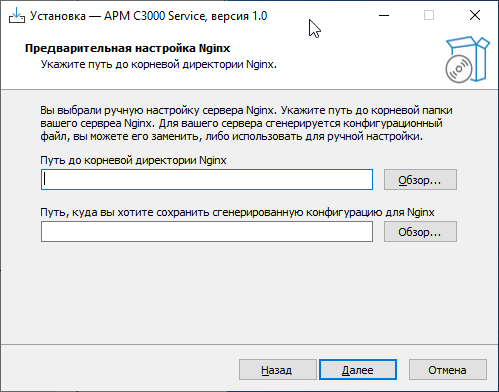 Установка — АРМ С3000 Service, версия 1.0
Предварительная настройка Nginx
Укажите путь до корневой директории Nginx.
Вы выбрали ручную настройку сервера Nginx. Укажите путь до корневой папки
вашего сервреа Nginx. Для вашего сервера сгенерируется конфигурационный
файл, вы можете его заменить, либо использовать для ручной настройки.
Путь до корневой директории Nginx
Обзор...
Путь, куда вы хотите сохранить сгенерированную конфигурацию для Nginx
Обзор...
Назад Далее Отмена